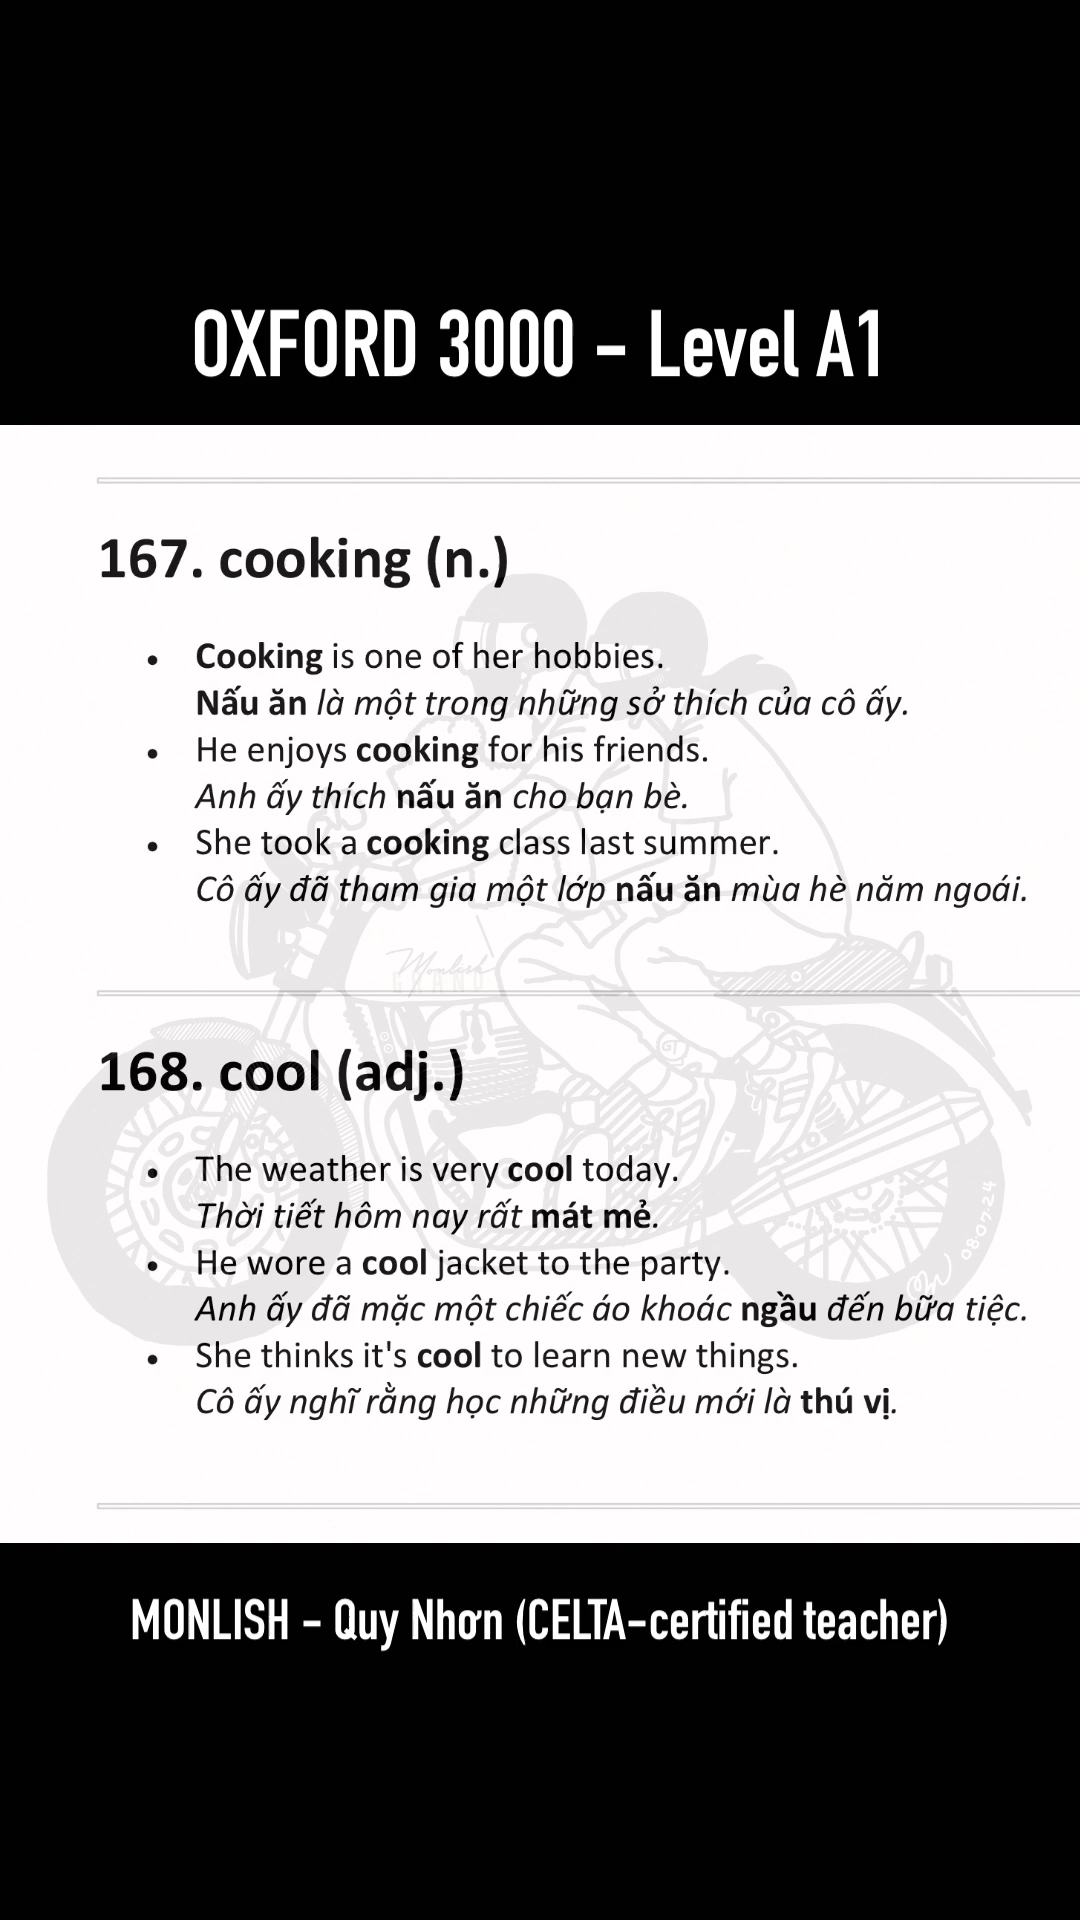 OXFORD 3000 – Level A1
167. cooking (n.)
• Cooking is one of her hobbies.
Nấu ăn là một trong những sở thích của cô ấy.
• He enjoys cooking for his friends.
Anh ấy thích nấu ăn cho bạn bè.
• She took a cooking class last summer.
Cô ấy đã tham gia một lớp nấu ăn mùa hè năm ngoái.
Monlish
GRAND
168. cool (adj.)
GT
• The weather is very cool today.
Thời tiết hôm nay rất mát mẻ.
• He wore a cool jacket to the party.
Anh ấy đã mặc một chiếc áo khoác ngầu đến bữa tiệc.
• She thinks it's cool to learn new things.
Cô ấy nghĩ rằng học những điều mới là thú vị.
080724
MONLISH – Quy Nhơn (CELTA-certified teacher)